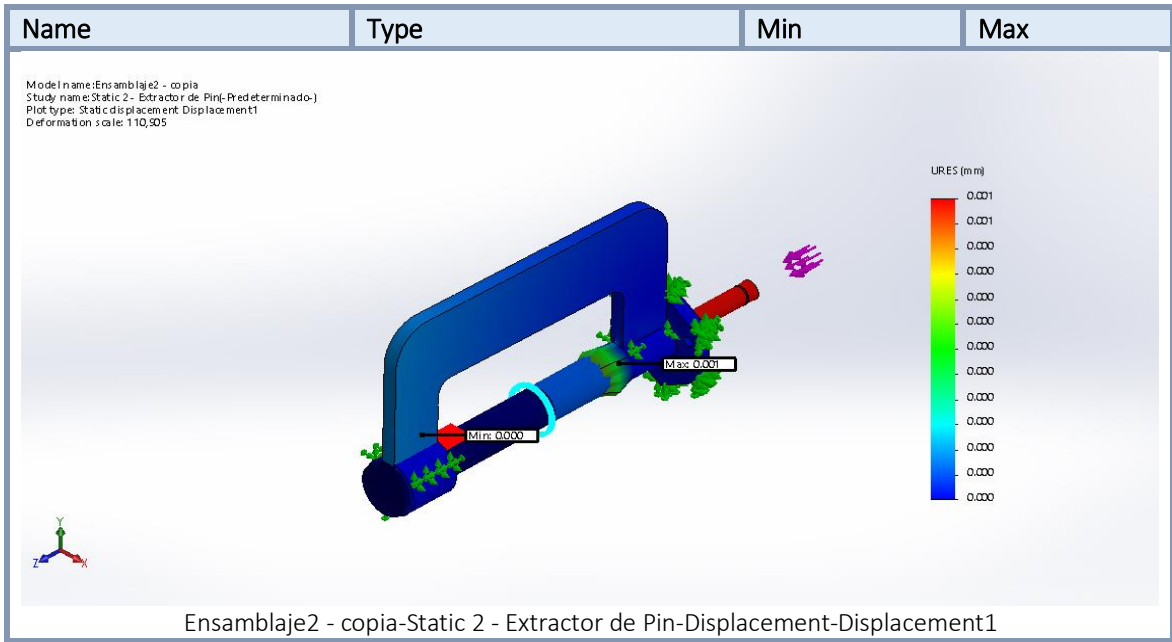 Name Type Min Max
Model name:Ensamblaje2 - copia
Study name:Static 2 - Extractor de Pin(-Predeterminado-)
Plot type: Static displacement Displacement1
Deformation scale: 110,905
URES (mm)
0.001
0.001
0.000
0.000
0.000
0.000
0.000
0.000
0.000
0.000
0.000
0.000
0.000
Max: 0.001
Min: 0.000
Y
Z X
Ensamblaje2 - copia-Static 2 - Extractor de Pin-Displacement-Displacement1